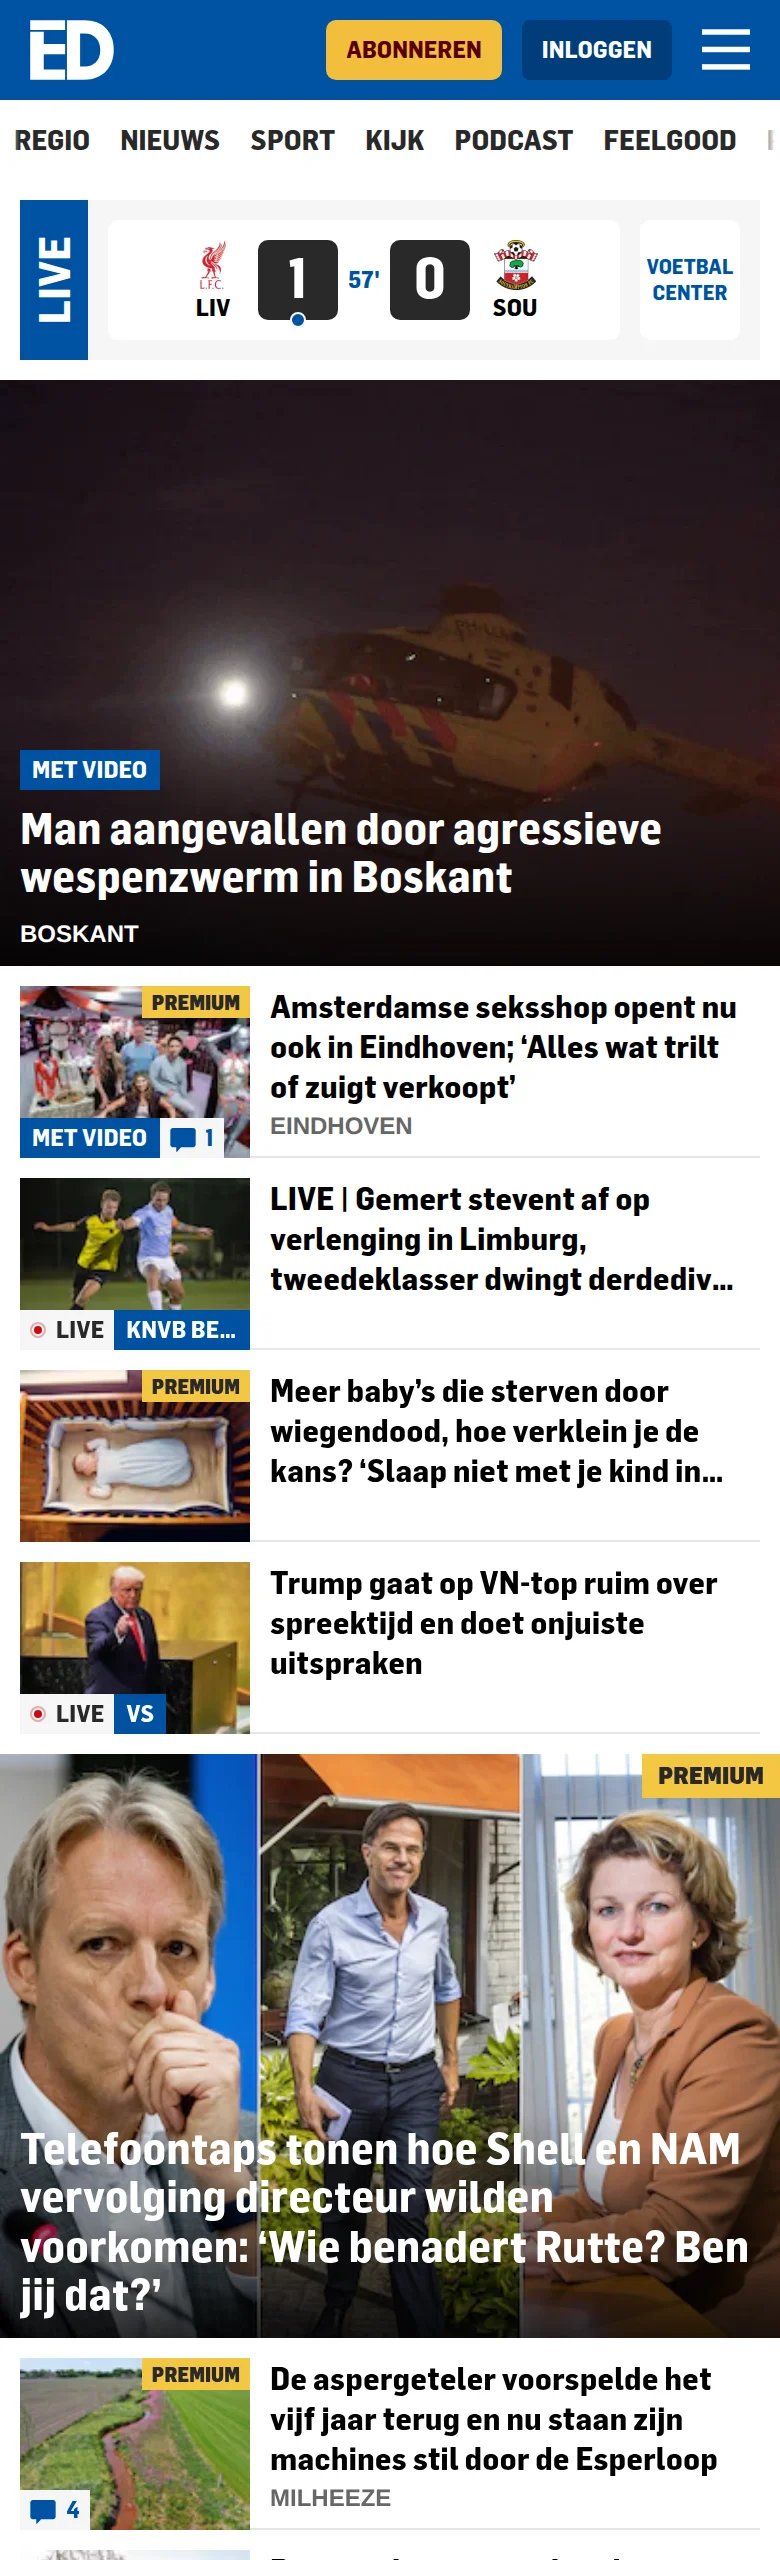 ED
ABONNEREN
INLOGGEN
REGIO NIEUWS SPORT KIJK PODCAST FEELGOOD
LIVE
L.F.C.
LIV
1
57'
0
SOU
VOETBAL
CENTER
MET VIDEO
Man aangevallen door agressieve
wespenzwerm in Boskant
BOSKANT
PREMIUM
MET VIDEO
1
Amsterdamse seksshop opent nu
ook in Eindhoven; ‘Alles wat trilt
of zuigt verkoopt’
EINDHOVEN
LIVE
KNVB BE...
LIVE | Gemert stevent af op
verlenging in Limburg,
tweedeklasser dwingt derdediv...
PREMIUM
Meer baby’s die sterven door
wiegendood, hoe verklein je de
kans? ‘Slaap niet met je kind in...
LIVE
VS
Trump gaat op VN-top ruim over
spreektijd en doet onjuiste
uitspraken
PREMIUM
Telefoontaps tonen hoe Shell en NAM
vervolging directeur wilden
voorkomen: ‘Wie benadert Rutte? Ben
jij dat?’
PREMIUM
4
De aspergeteler voorspelde het
vijf jaar terug en nu staan zijn
machines stil door de Esperloop
MILHEEZE